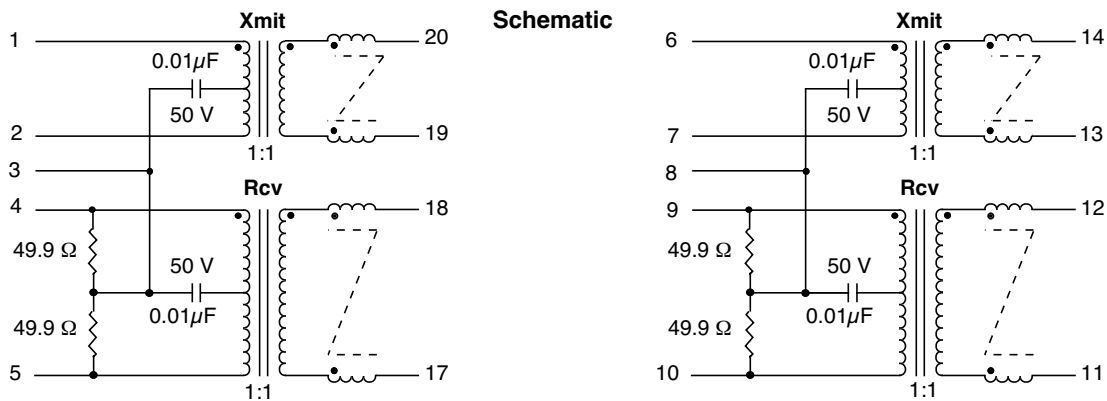 Schematic
Xmit
1
20
0.01µF
50 V
2
19
1:1
3
Rcv
4
18
49.9 Ω
50 V
0.01µF
49.9 Ω
5
17
1:1
Xmit
6
14
0.01µF
50 V
7
13
1:1
8
Rcv
9
12
49.9 Ω
50 V
0.01µF
49.9 Ω
10
11
1:1